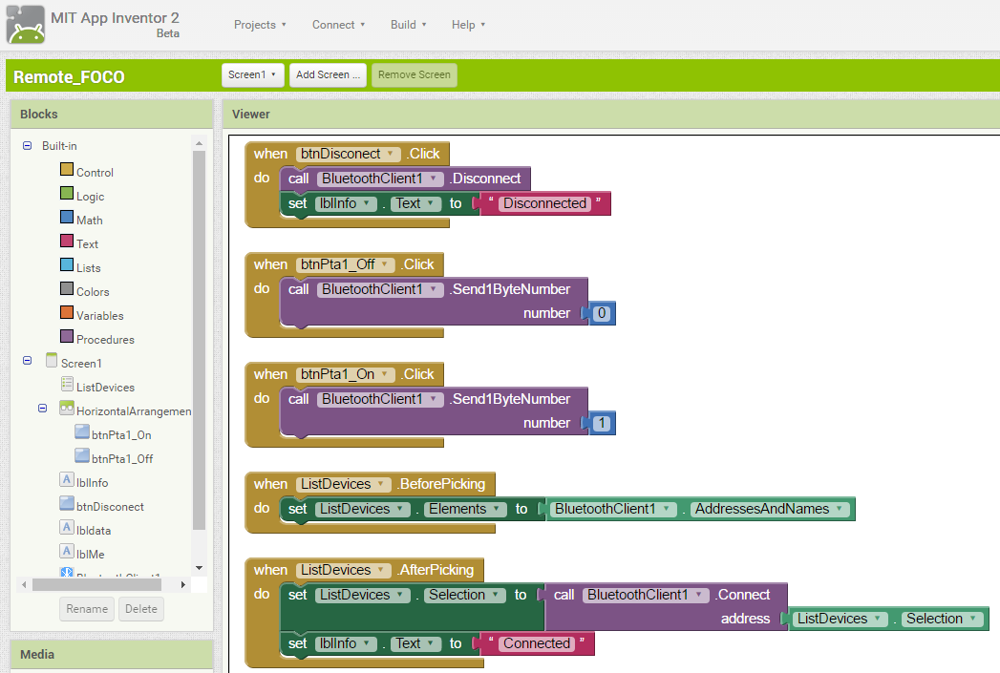 MIT App Inventor 2
Beta
Projects Connect Build Help
Remote_FOCO
Screen1 Add Screen ... Remove Screen
Blocks
Built-in
Control
Logic
Math
Text
Lists
Colors
Variables
Procedures
Screen1
ListDevices
HorizontalArrangemen
btnPta1_On
btnPta1_Off
lblInfo
btnDisconect
lbldata
lblMe
BluetoothClient1
Rename Delete
Media
Viewer
when btnDisconect .Click
do call BluetoothClient1 .Disconnect
set lblInfo . Text to “ Disconnected ”
when btnPta1_Off .Click
do call BluetoothClient1 .Send1ByteNumber
number 0
when btnPta1_On .Click
do call BluetoothClient1 .Send1ByteNumber
number 1
when ListDevices .BeforePicking
do set ListDevices . Elements to BluetoothClient1 . AddressesAndNames
when ListDevices .AfterPicking
do set ListDevices . Selection to call BluetoothClient1 .Connect
address ListDevices . Selection
set lblInfo . Text to “ Connected ”